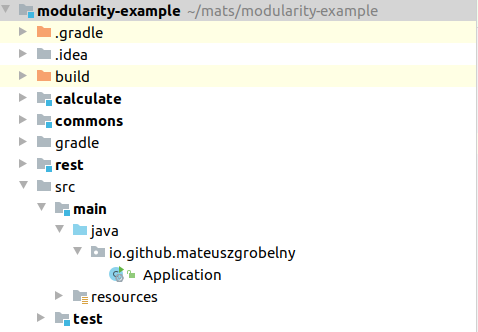 modularity-example ~/mats/modularity-example
.gradle
.idea
build
calculate
commons
gradle
rest
src
main
java
io.github.mateuszgrobelny
Application
resources
test